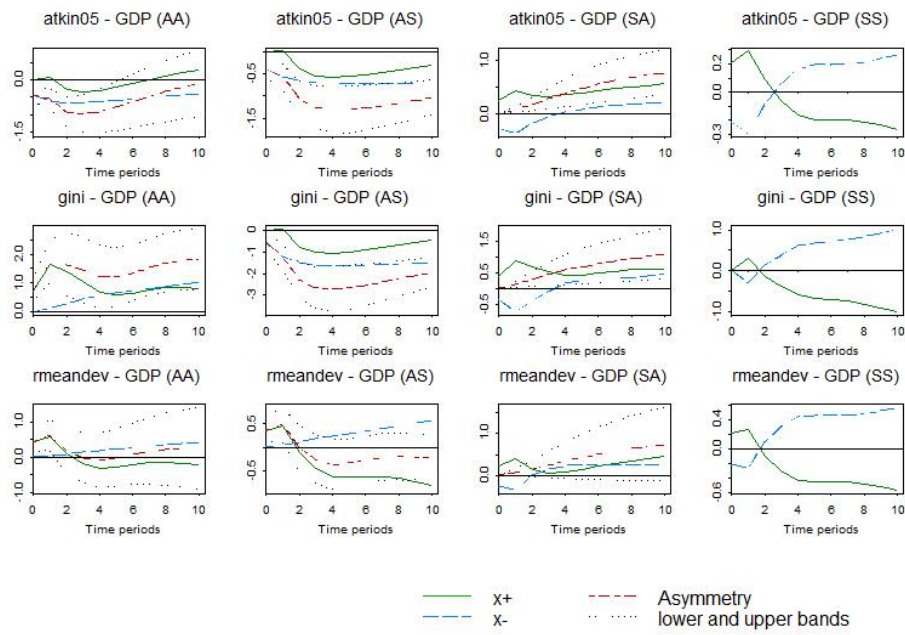 atkin05 - GDP (AA)
atkin05 - GDP (AS)
atkin05 - GDP (SA)
atkin05 - GDP (SS)
0.0
-1.5
0 2 4 6 8 10
Time periods
-0.5
-1.5
0 2 4 6 8 10
Time periods
1.0
0.0
0 2 4 6 8 10
Time periods
0.2
0.0
-0.3
0 2 4 6 8 10
Time periods
gini - GDP (AA)
gini - GDP (AS)
gini - GDP (SA)
gini - GDP (SS)
2.0
1.0
0.0
0 2 4 6 8 10
Time periods
0
-1
-2
-3
0 2 4 6 8 10
Time periods
1.5
0.5
-0.5
0 2 4 6 8 10
Time periods
1.0
0.0
-1.0
0 2 4 6 8 10
Time periods
rmeandev - GDP (AA)
rmeandev - GDP (AS)
rmeandev - GDP (SA)
rmeandev - GDP (SS)
1.0
0.0
-1.0
0 2 4 6 8 10
Time periods
0.5
-0.5
0 2 4 6 8 10
Time periods
1.0
0.0
0 2 4 6 8 10
Time periods
0.4
0.0
-0.6
0 2 4 6 8 10
Time periods
x+
Asymmetry
x-
lower and upper bands